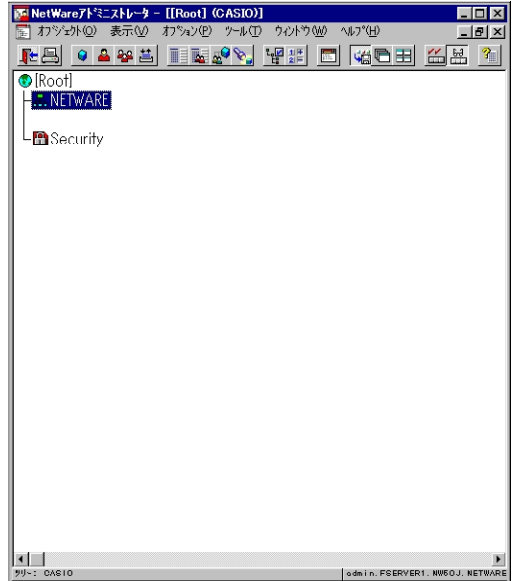 NetWareｱﾄﾞﾐﾆｽﾄﾚｰﾀ - [[Root] (CASIO)]
ｵﾌﾞｼﾞｪｸﾄ(O) 表示(V) ｵﾌﾟｼｮﾝ(P) ﾂｰﾙ(T) ｳｨﾝﾄﾞｳ(W) ﾍﾙﾌﾟ(H)
[Root]
NETWARE
Security
ﾂﾘｰ: CASIO admin.FSERVER1.NW50J.NETWARE